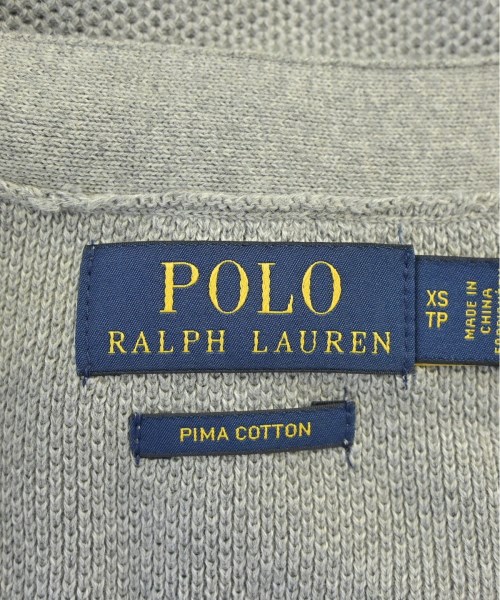 POLO
RALPH LAUREN
XS
TP
MADE IN
CHINA
PIMA COTTON